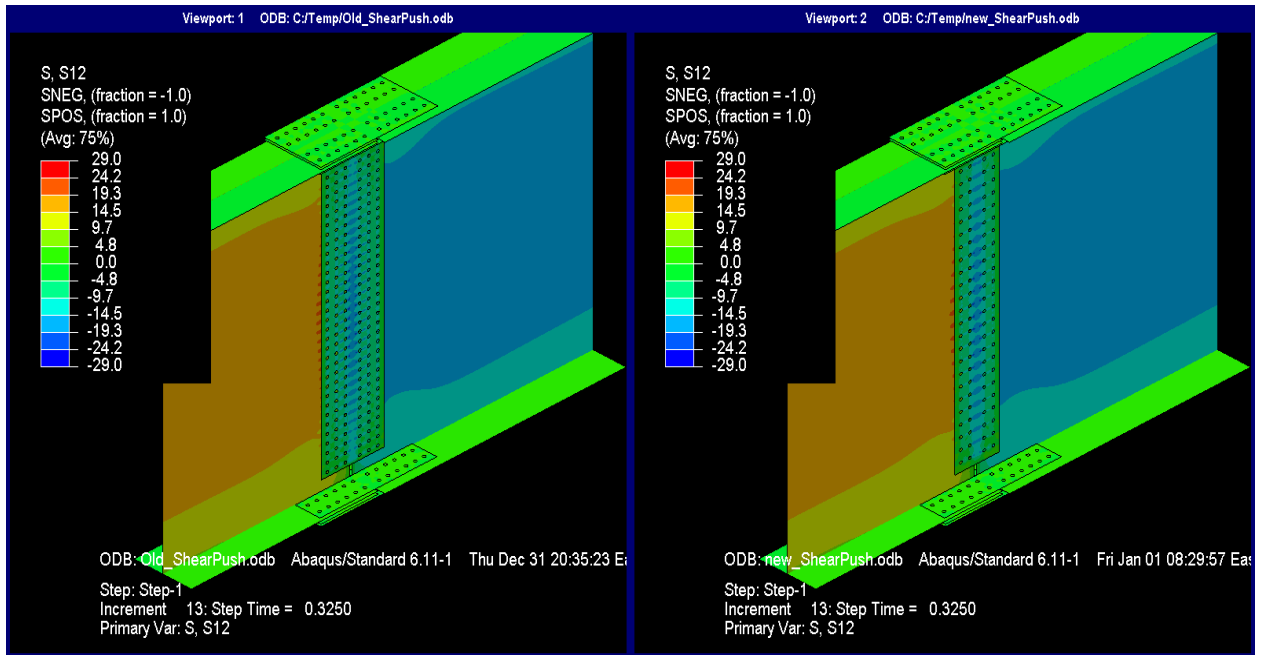 Viewport: 1 ODB: C:/Temp/Old_ShearPush.odb
S, S12
SNEG, (fraction = -1.0)
SPOS, (fraction = 1.0)
(Avg: 75%)
29.0
24.2
19.3
14.5
9.7
4.8
0.0
-4.8
-9.7
-14.5
-19.3
-24.2
-29.0
ODB: Old_ShearPush.odb Abaqus/Standard 6.11-1 Thu Dec 31 20:35:23 Ea
Step: Step-1
Increment 13: Step Time = 0.3250
Primary Var: S, S12
Viewport: 2 ODB: C:/Temp/new_ShearPush.odb
S, S12
SNEG, (fraction = -1.0)
SPOS, (fraction = 1.0)
(Avg: 75%)
29.0
24.2
19.3
14.5
9.7
4.8
0.0
-4.8
-9.7
-14.5
-19.3
-24.2
-29.0
ODB: new_ShearPush.odb Abaqus/Standard 6.11-1 Fri Jan 01 08:29:57 Eas
Step: Step-1
Increment 13: Step Time = 0.3250
Primary Var: S, S12